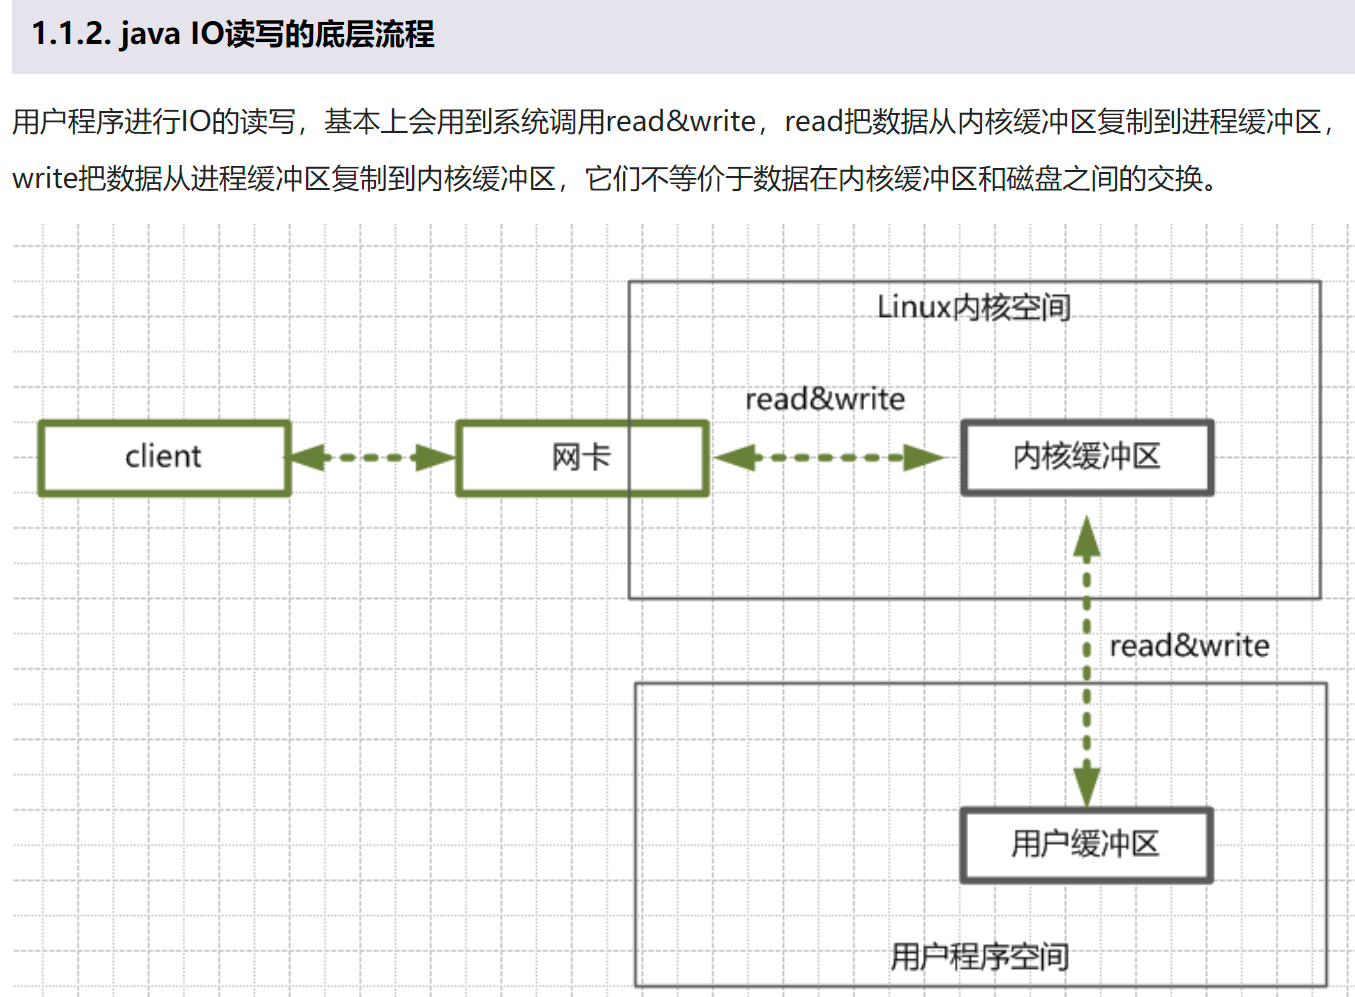 1.1.2. java IO读写的底层流程
用户程序进行IO的读写，基本上会用到系统调用read&write，read把数据从内核缓冲区复制到进程缓冲区，
write把数据从进程缓冲区复制到内核缓冲区，它们不等价于数据在内核缓冲区和磁盘之间的交换。
Linux内核空间
read&write
client
网卡
内核缓冲区
read&write
用户缓冲区
用户程序空间